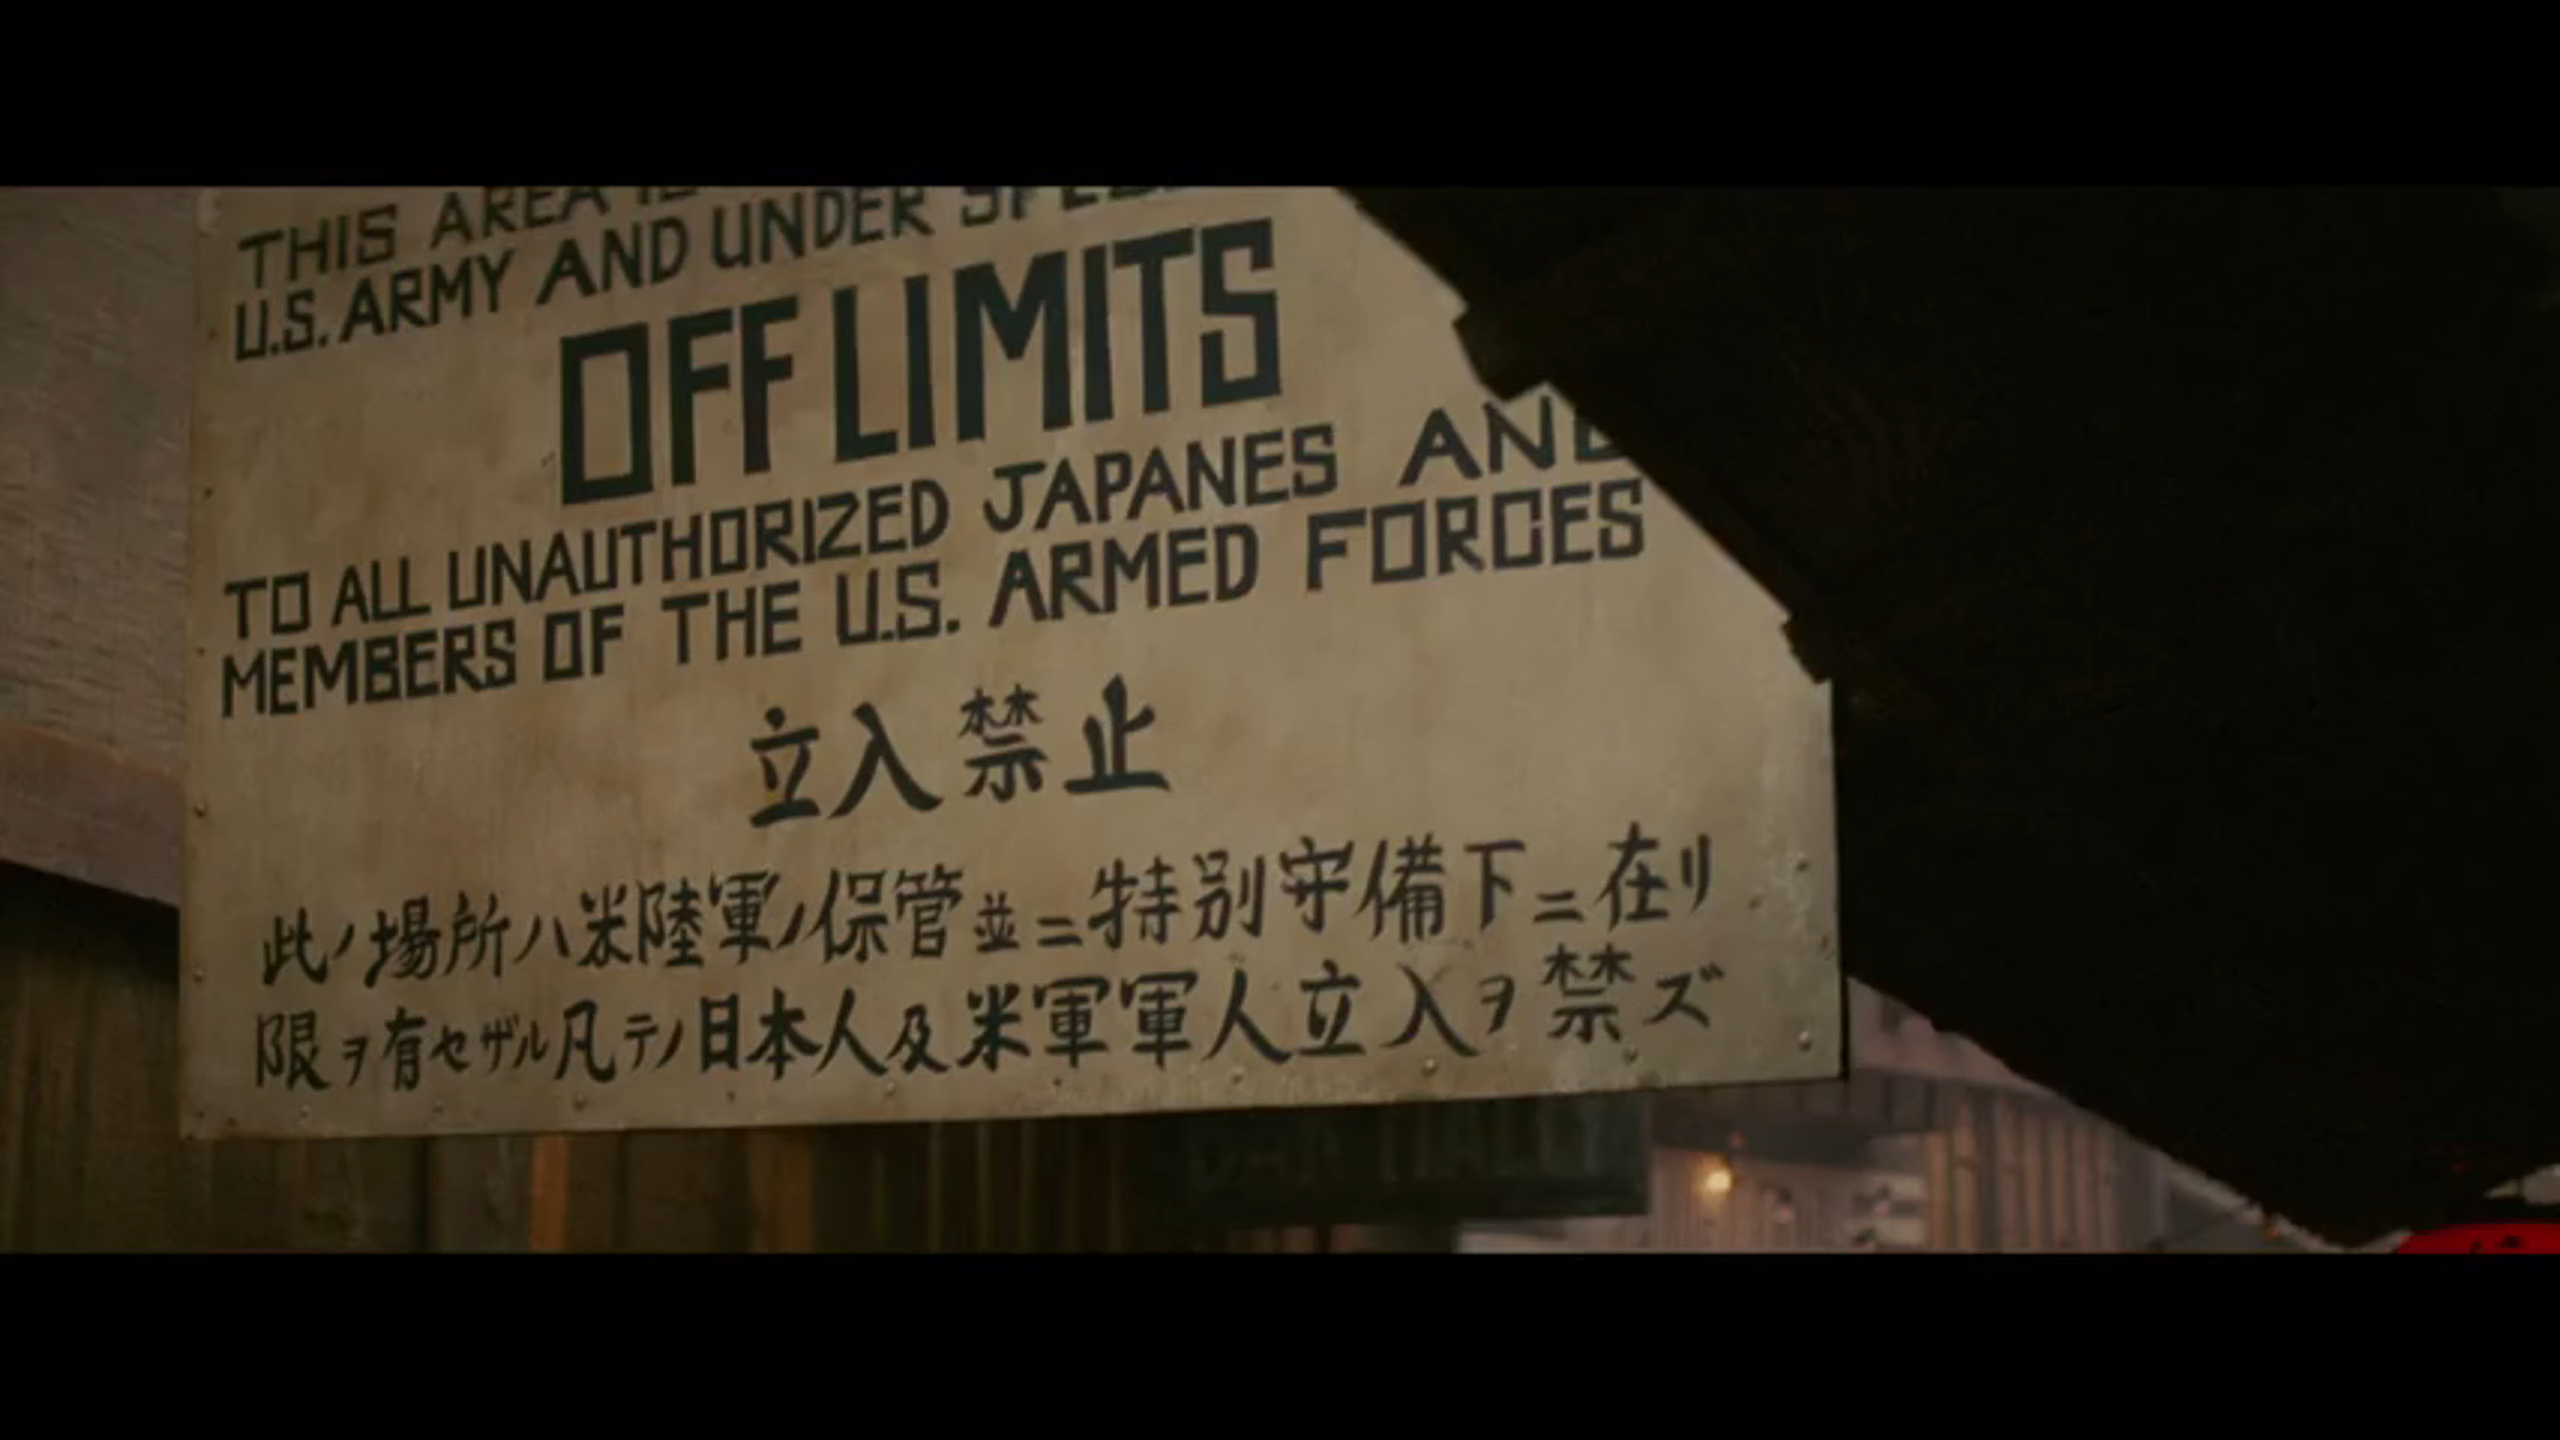 THIS AREA IS
U.S. ARMY AND UNDER
OFF LIMITS
TO ALL UNAUTHORIZED JAPANES AND
MEMBERS OF THE U.S. ARMED FORCES
立入禁止
此ノ場所ハ米陸軍ノ保管並ニ特別守備下ニ在リ
限ヲ有セザル凡テノ日本人及米軍軍人立入ヲ禁ズ